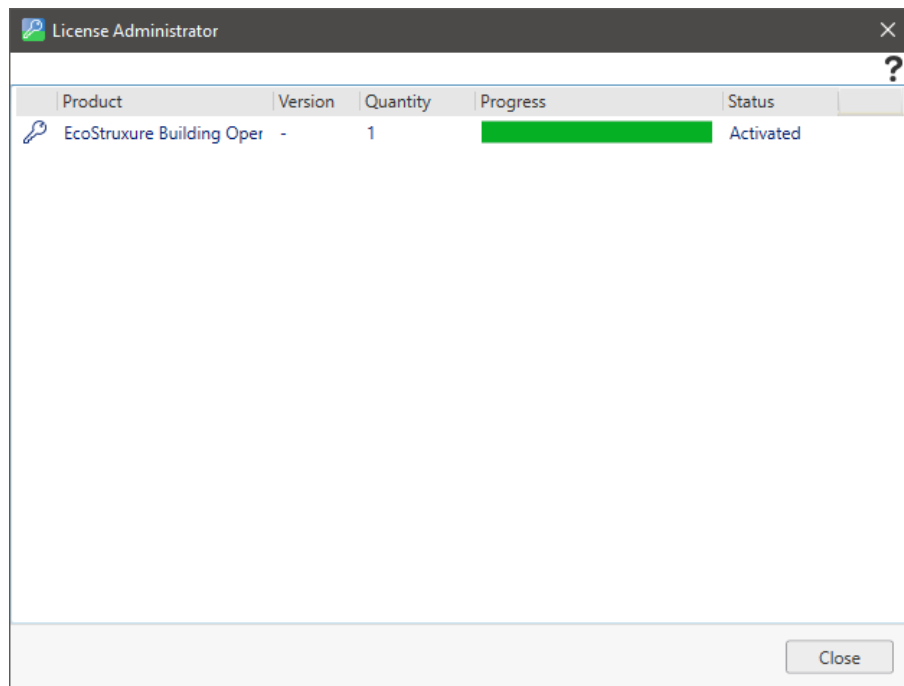 License Administrator
?
Product Version Quantity Progress Status
EcoStruxure Building Oper - 1 Activated
Close